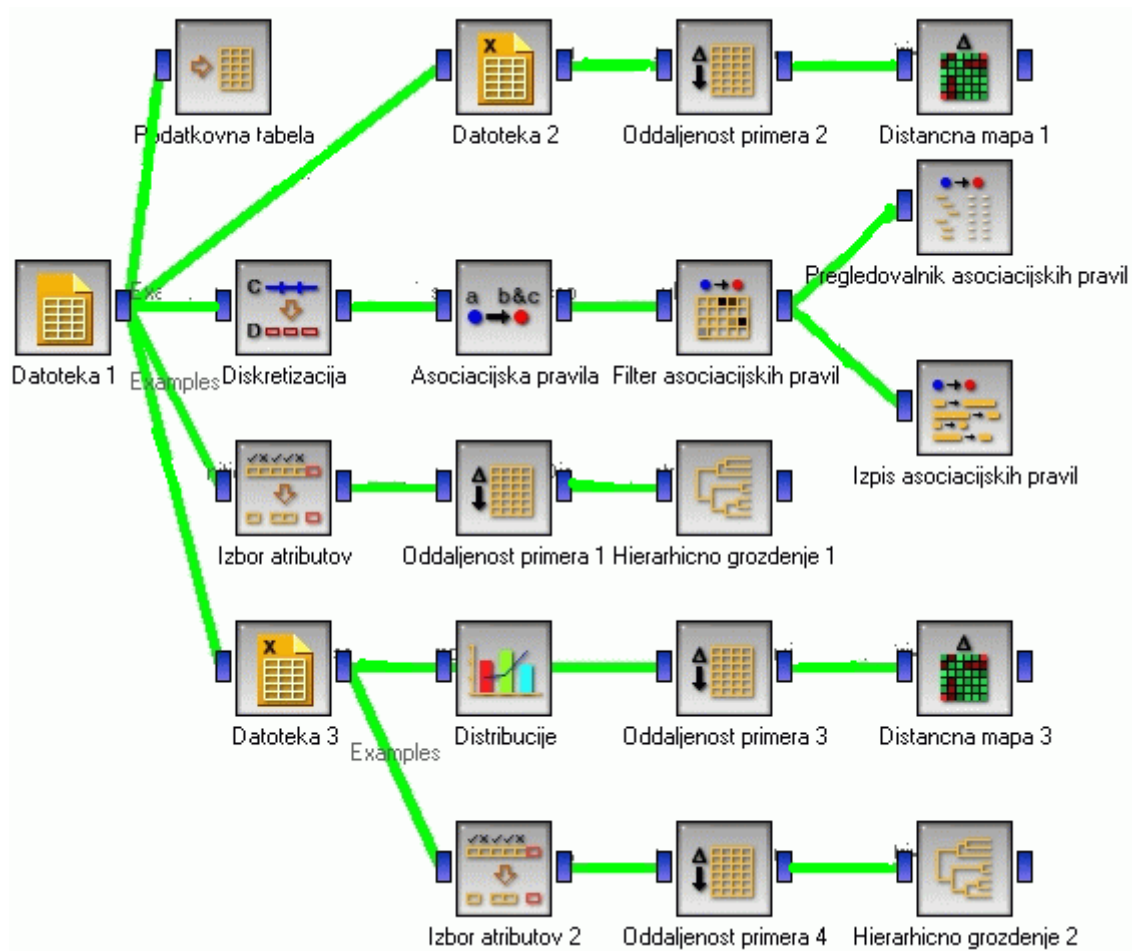 Podatkovna tabela
Datoteka 2
Oddaljenost primera 2
Distancna mapa 1
Pregledovalnik asociacijskih pravil
Datoteka 1
Examples
Diskretizacija
a b&c
Asociacijska pravila
Filter asociacijskih pravil
C
D
X
Δ
Izpis asociacijskih pravil
Izbor atributov
Oddaljenost primera 1
Hierarhicno grozdenje 1
Datoteka 3
Examples
Distribucije
Oddaljenost primera 3
Distancna mapa 3
Izbor atributov 2
Oddaljenost primera 4
Hierarhicno grozdenje 2